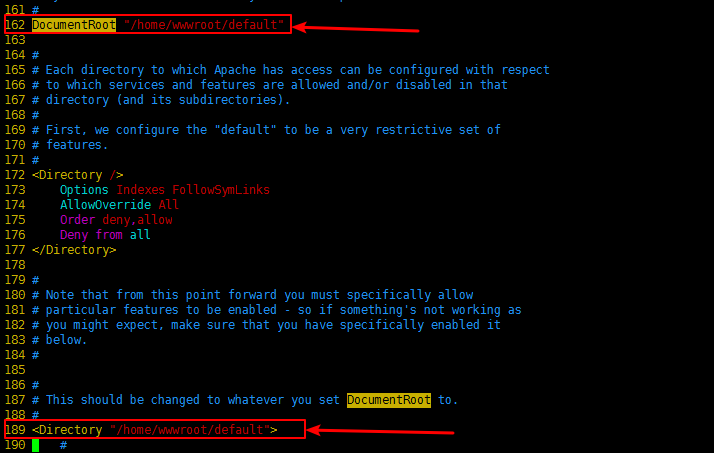 161 #
162 DocumentRoot "/home/wwwroot/default"
163
164 #
165 # Each directory to which Apache has access can be configured with respect
166 # to which services and features are allowed and/or disabled in that
167 # directory (and its subdirectories).
168 #
169 # First, we configure the "default" to be a very restrictive set of
170 # features.
171 #
172 <Directory />
173     Options Indexes FollowSymLinks
174     AllowOverride All
175     Order deny,allow
176     Deny from all
177 </Directory>
178
179 #
180 # Note that from this point forward you must specifically allow
181 # particular features to be enabled - so if something's not working as
182 # you might expect, make sure that you have specifically enabled it
183 # below.
184 #
185
186 #
187 # This should be changed to whatever you set DocumentRoot to.
188 #
189 <Directory "/home/wwwroot/default">
190     #